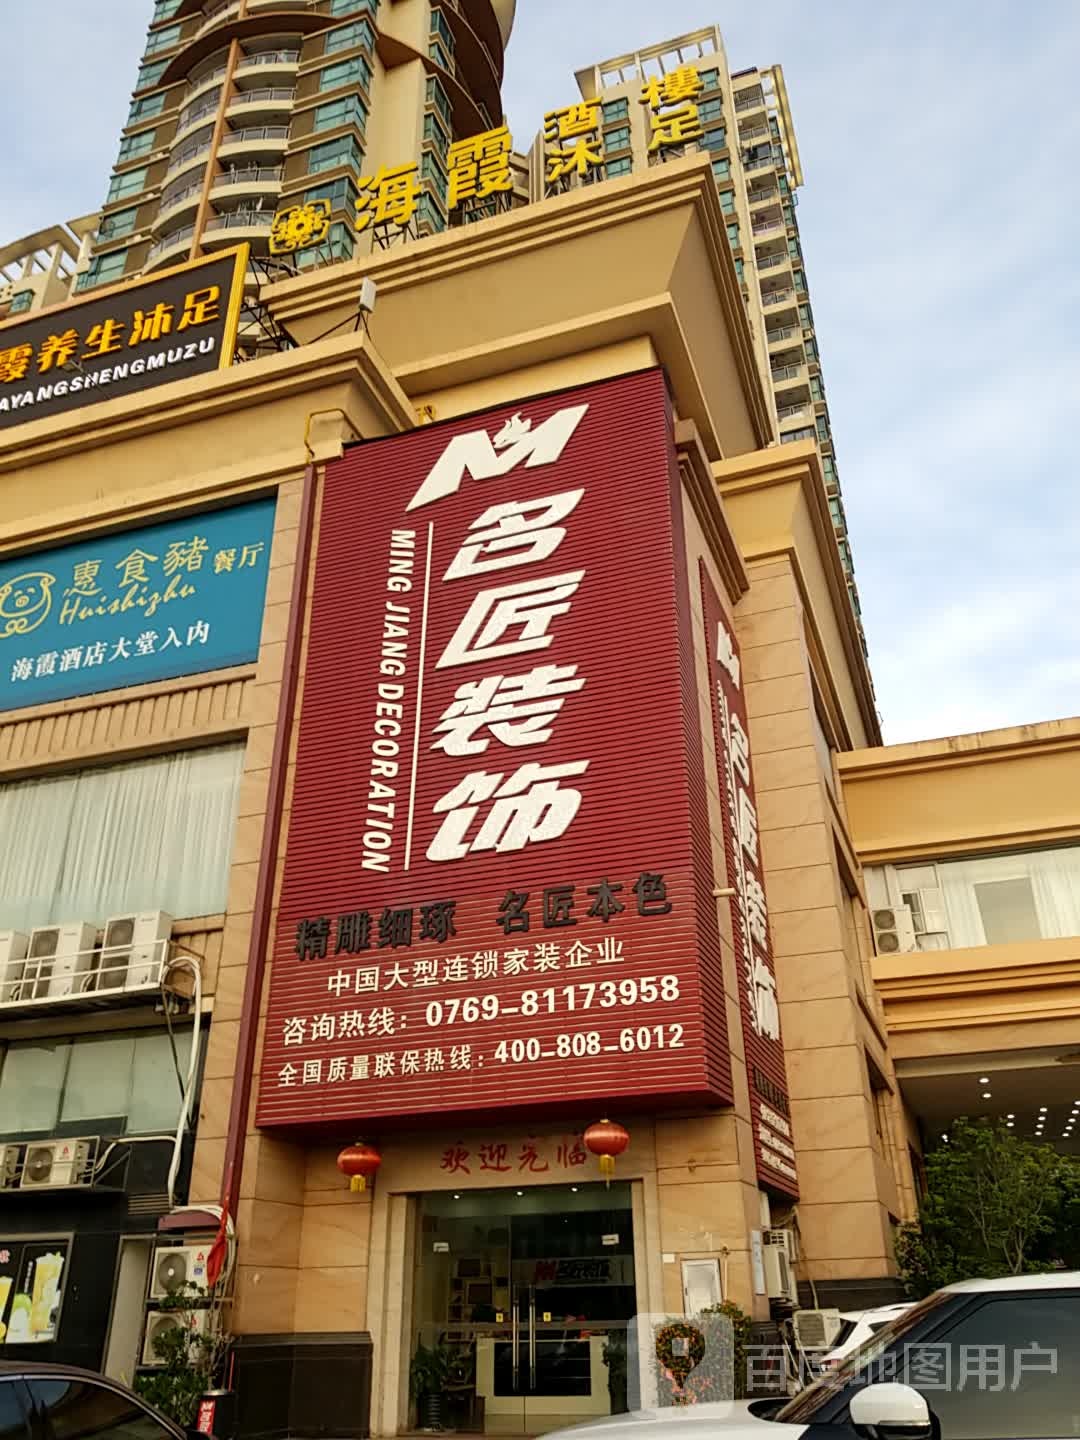 海霞
酒樓
沐足
霞养生沐足
AYANGSHENGMUZU
惠食豬餐厅
Huishizhu
海霞酒店大堂入内
M
名匠装饰
MING JIANG DECORATION
精雕细琢 名匠本色
中国大型连锁家装企业
咨询热线：0769-81173958
全国质量联保热线：400-808-6012
名匠装饰
欢迎光临
名匠装饰
百度地图用户